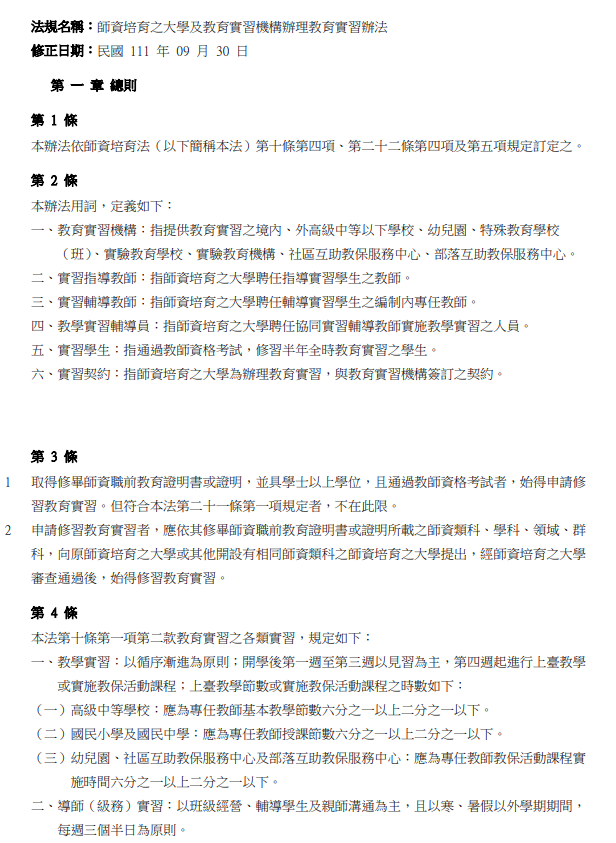 法規名稱：師資培育之大學及教育實習機構辦理教育實習辦法
修正日期：民國 111 年 09 月 30 日
第 一 章 總則
第 1 條
本辦法依師資培育法（以下簡稱本法）第十條第四項、第二十二條第四項及第五項規定訂定之。
第 2 條
本辦法用詞，定義如下：
一、教育實習機構：指提供教育實習之境內、外高級中等以下學校、幼兒園、特殊教育學校
（班）、實驗教育學校、實驗教育機構、社區互助教保服務中心、部落互助教保服務中心。
二、實習指導教師：指師資培育之大學聘任指導實習學生之教師。
三、實習輔導教師：指師資培育之大學聘任輔導實習學生之編制內專任教師。
四、教學實習輔導員：指師資培育之大學聘任協同實習輔導教師實施教學實習之人員。
五、實習學生：指通過教師資格考試，修習半年全時教育實習之學生。
六、實習契約：指師資培育之大學為辦理教育實習，與教育實習機構簽訂之契約。
第 3 條
1 取得修畢師資職前教育證明書或證明，並具學士以上學位，且通過教師資格考試者，始得申請修
習教育實習。但符合本法第二十一條第一項規定者，不在此限。
2 申請修習教育實習者，應依其修畢師資職前教育證明書或證明所載之師資類科、學科、領域、群
科，向原師資培育之大學或其他開設有相同師資類科之師資培育之大學提出，經師資培育之大學
審查通過後，始得修習教育實習。
第 4 條
本法第十條第一項第二款教育實習之各類實習，規定如下：
一、教學實習：以循序漸進為原則；開學後第一週至第三週以見習為主，第四週起進行上臺教學
或實施教保活動課程；上臺教學節數或實施教保活動課程之時數如下：
（一）高級中等學校：應為專任教師基本教學節數六分之一以上二分之一以下。
（二）國民小學及國民中學：應為專任教師授課節數六分之一以上二分之一以下。
（三）幼兒園、社區互助教保服務中心及部落互助教保服務中心：應為專任教師教保活動課程實
施時間六分之一以上二分之一以下。
二、導師（級務）實習：以班級經營、輔導學生及親師溝通為主，且以寒、暑假以外學期期間，
每週三個半日為原則。